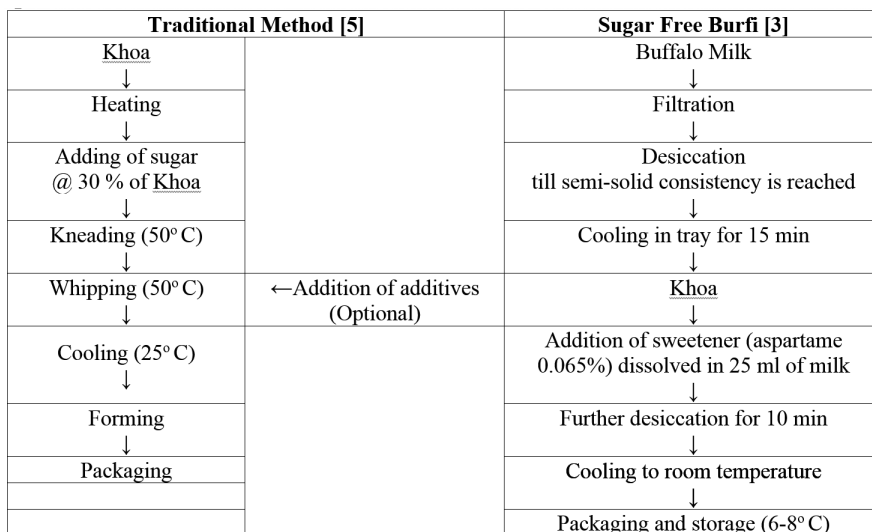 Traditional Method [5]
Sugar Free Burfi [3]
Khoa
↓
Heating
↓
Adding of sugar
@ 30 % of Khoa
↓
Kneading (50° C)
↓
Whipping (50° C)
↓
←Addition of additives
(Optional)
Cooling (25° C)
↓
Forming
↓
Packaging
Buffalo Milk
↓
Filtration
↓
Desiccation
till semi-solid consistency is reached
↓
Cooling in tray for 15 min
↓
Khoa
↓
Addition of sweetener (aspartame
0.065%) dissolved in 25 ml of milk
↓
Further desiccation for 10 min
↓
Cooling to room temperature
↓
Packaging and storage (6-8° C)